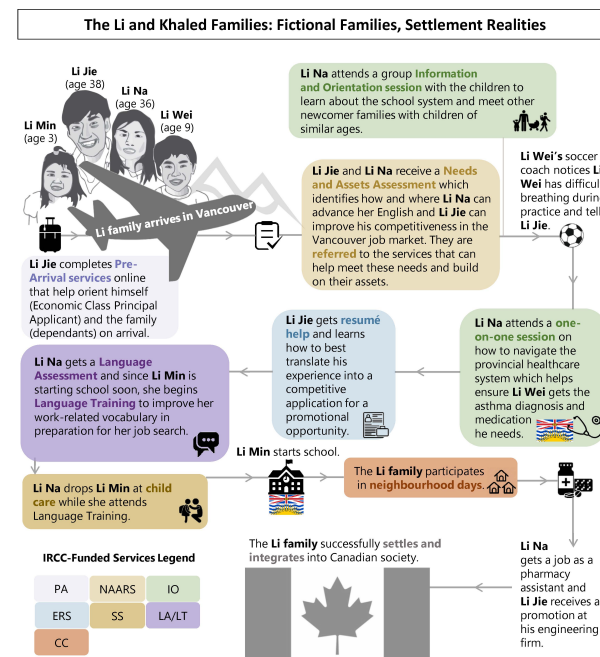 The Li and Khaled Families: Fictional Families, Settlement Realities
Li Jie
(age 38)
Li Na
(age 36)
Li Wei
(age 9)
Li Min
(age 3)
Li family arrives in Vancouver
Li Jie completes Pre-
Arrival services online
that help orient himself
(Economic Class Principal
Applicant) and the family
(dependants) on arrival.
Li Na attends a group Information
and Orientation session with the children to
learn about the school system and meet other
newcomer families with children of
similar ages.
Li Jie and Li Na receive a Needs
and Assets Assessment which
identifies how and where Li Na can
advance her English and Li Jie can
improve his competitiveness in the
Vancouver job market. They are
referred to the services that can
help meet these needs and build
on their assets.
Li Wei's soccer
coach notices
Wei has
breathing
practice and
Li Jie.
Li Na attends a one-
on-one session on
how to navigate the
provincial healthcare
system which helps
ensure Li Wei gets the
asthma diagnosis and
medication
he needs.
Li Jie gets resumé
help and learns
how to best
translate his
experience into a
competitive
application for a
promotional
opportunity.
Li Na gets a Language
Assessment and since Li Min is
starting school soon, she begins
Language Training to improve her
work-related vocabulary in
preparation for her job search.
Li Na drops Li Min at child
care while she attends
Language Training.
Li Min starts school.
The Li family participates
in neighbourhood days.
Li Na
gets a job as a
pharmacy
assistant and
Li Jie receives a
promotion at
his engineering
firm.
The Li family successfully settles and
integrates into Canadian society.
IRCC-Funded Services Legend
PA NAARS IO
ERS SS LA/LT
CC